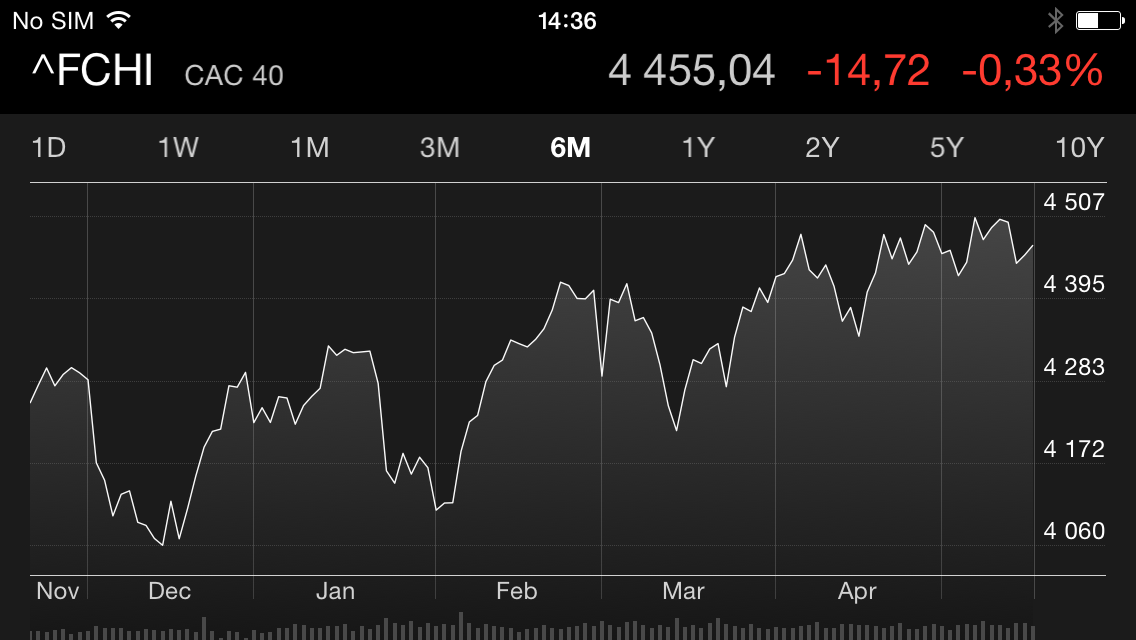 No SIM 14:36
^FCHI CAC 40 4 455,04 -14,72 -0,33%
1D 1W 1M 3M 6M 1Y 2Y 5Y 10Y
4 507
4 395
4 283
4 172
4 060
Nov Dec Jan Feb Mar Apr